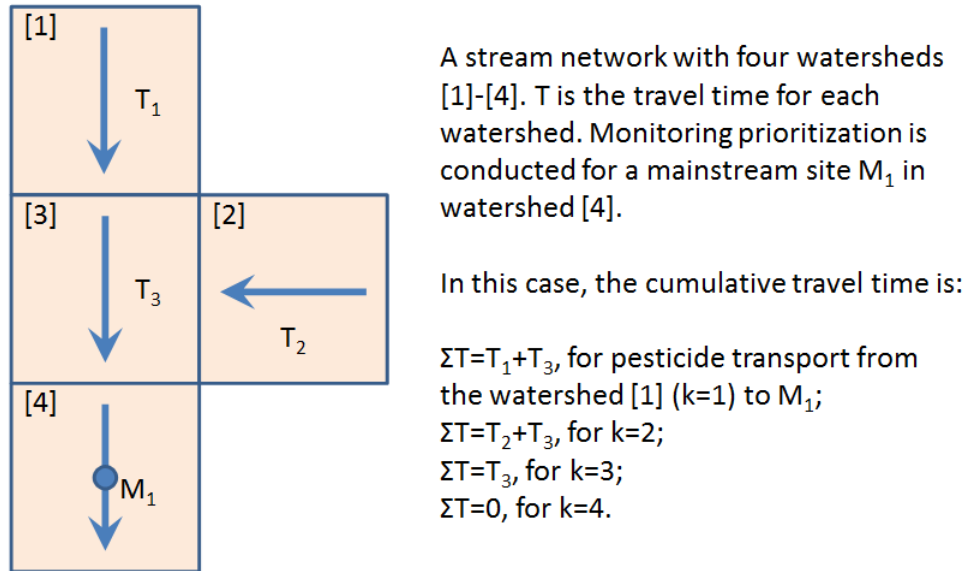 [1]
T₁
[3]
[2]
T₃
T₂
[4]
M₁
A stream network with four watersheds
[1]-[4]. T is the travel time for each
watershed. Monitoring prioritization is
conducted for a mainstream site M₁ in
watershed [4].
In this case, the cumulative travel time is:
ΣT=T₁+T₃, for pesticide transport from
the watershed [1] (k=1) to M₁;
ΣT=T₂+T₃, for k=2;
ΣT=T₃, for k=3;
ΣT=0, for k=4.